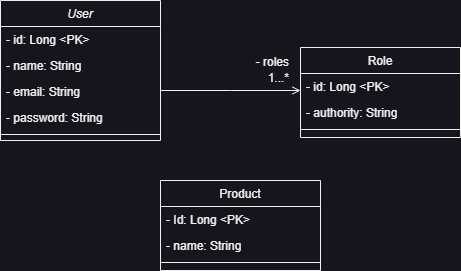 User
- id: Long <PK>
- name: String
- email: String
- password: String
- roles
1...*
Role
- id: Long <PK>
- authority: String
Product
- Id: Long <PK>
- name: String